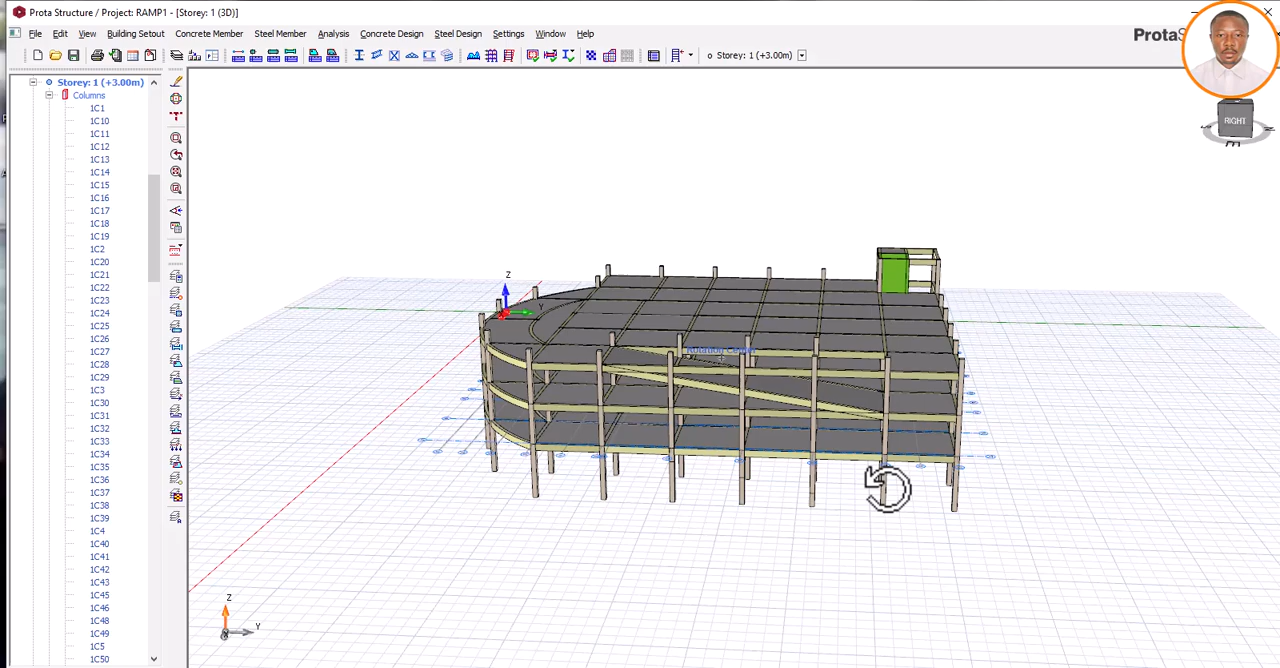 Prota Structure / Project: RAMP1 - [Storey: 1 (3D)]
File Edit View Building Setout Concrete Member Steel Member Analysis Concrete Design Steel Design Settings Window Help
Prota
Storey: 1 (+3.00m)
Storey: 1 (+3.00m)
Columns
1C1
1C10
1C11
1C12
1C13
1C14
1C15
1C16
1C17
1C18
1C19
1C2
1C20
1C21
1C22
1C23
1C24
1C25
1C26
1C27
1C28
1C29
1C3
1C30
1C31
1C32
1C33
1C34
1C35
1C36
1C37
1C38
1C39
1C4
1C40
1C41
1C42
1C43
1C45
1C46
1C48
1C49
1C5
1C50
RIGHT
Z
Y
Rotation Center
Z
Y